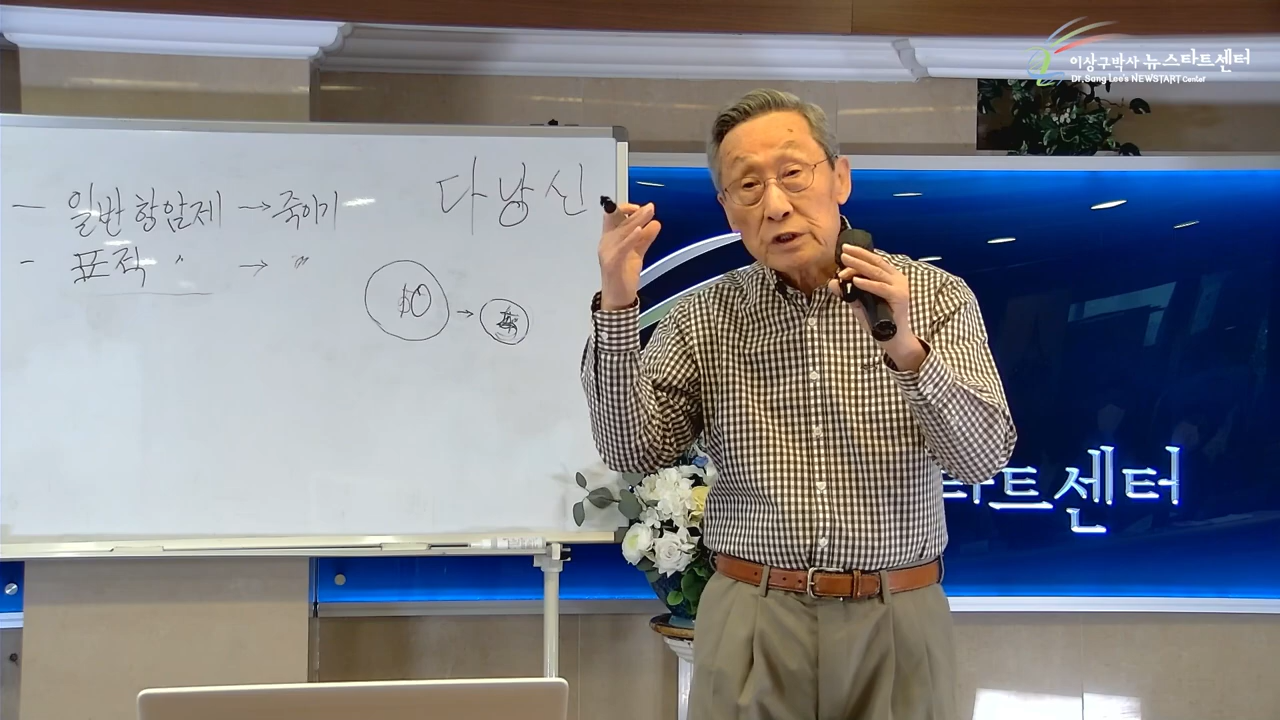 이상구박사 뉴스타트센터
Dr. Sang Lee's NEWSTART Center
다낭신
— 일반 항암제 → 죽이기
- 표적 〃 → 〃
타트센터